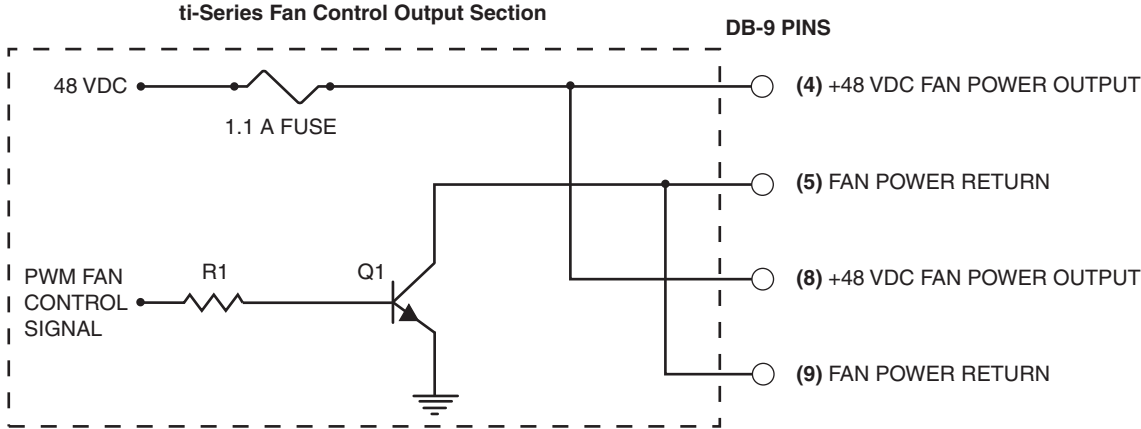 ti-Series Fan Control Output Section
DB-9 PINS
48 VDC
1.1 A FUSE
(4) +48 VDC FAN POWER OUTPUT
(5) FAN POWER RETURN
PWM FAN
CONTROL
SIGNAL
R1
Q1
(8) +48 VDC FAN POWER OUTPUT
(9) FAN POWER RETURN